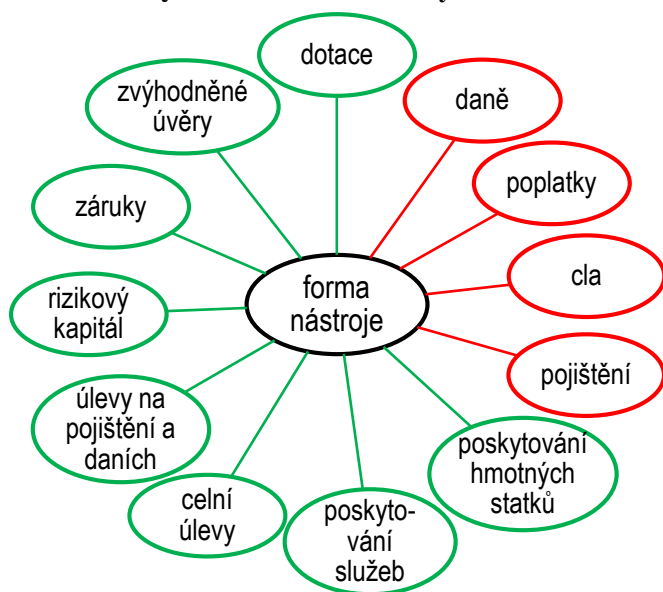 dotace
zvýhodněné
úvěry
daně
poplatky
záruky
cla
forma
nástroje
rizikový
kapitál
pojištění
úlevy na
pojištění a
daních
poskytování
hmotných
statků
celní
úlevy
poskyto-
vání
služeb